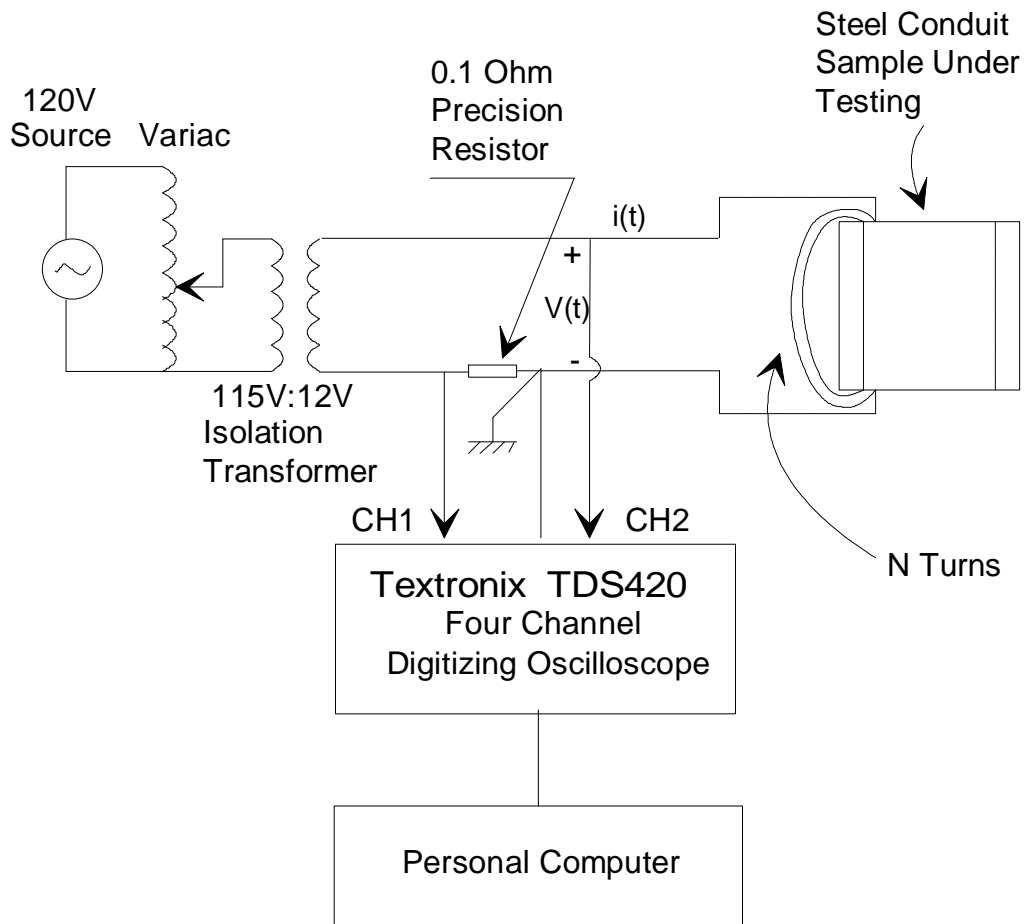 Steel Conduit
Sample Under
Testing
0.1 Ohm
Precision
Resistor
120V
Source
Variac
i(t)
+
V(t)
-
115V:12V
Isolation
Transformer
CH1
CH2
N Turns
Textronix TDS420
Four Channel
Digitizing Oscilloscope
Personal Computer